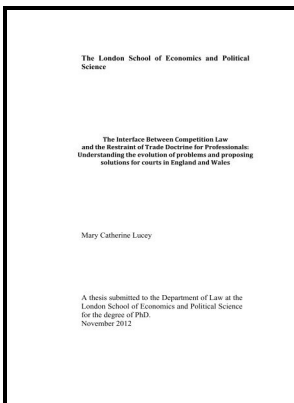 The London School of Economics and Political
Science
The Interface Between Competition Law
and the Restraint of Trade Doctrine for Professionals:
Understanding the evolution of problems and proposing
solutions for courts in England and Wales
Mary Catherine Lucey
A thesis submitted to the Department of Law at the
London School of Economics and Political Science
for the degree of PhD.
November 2012